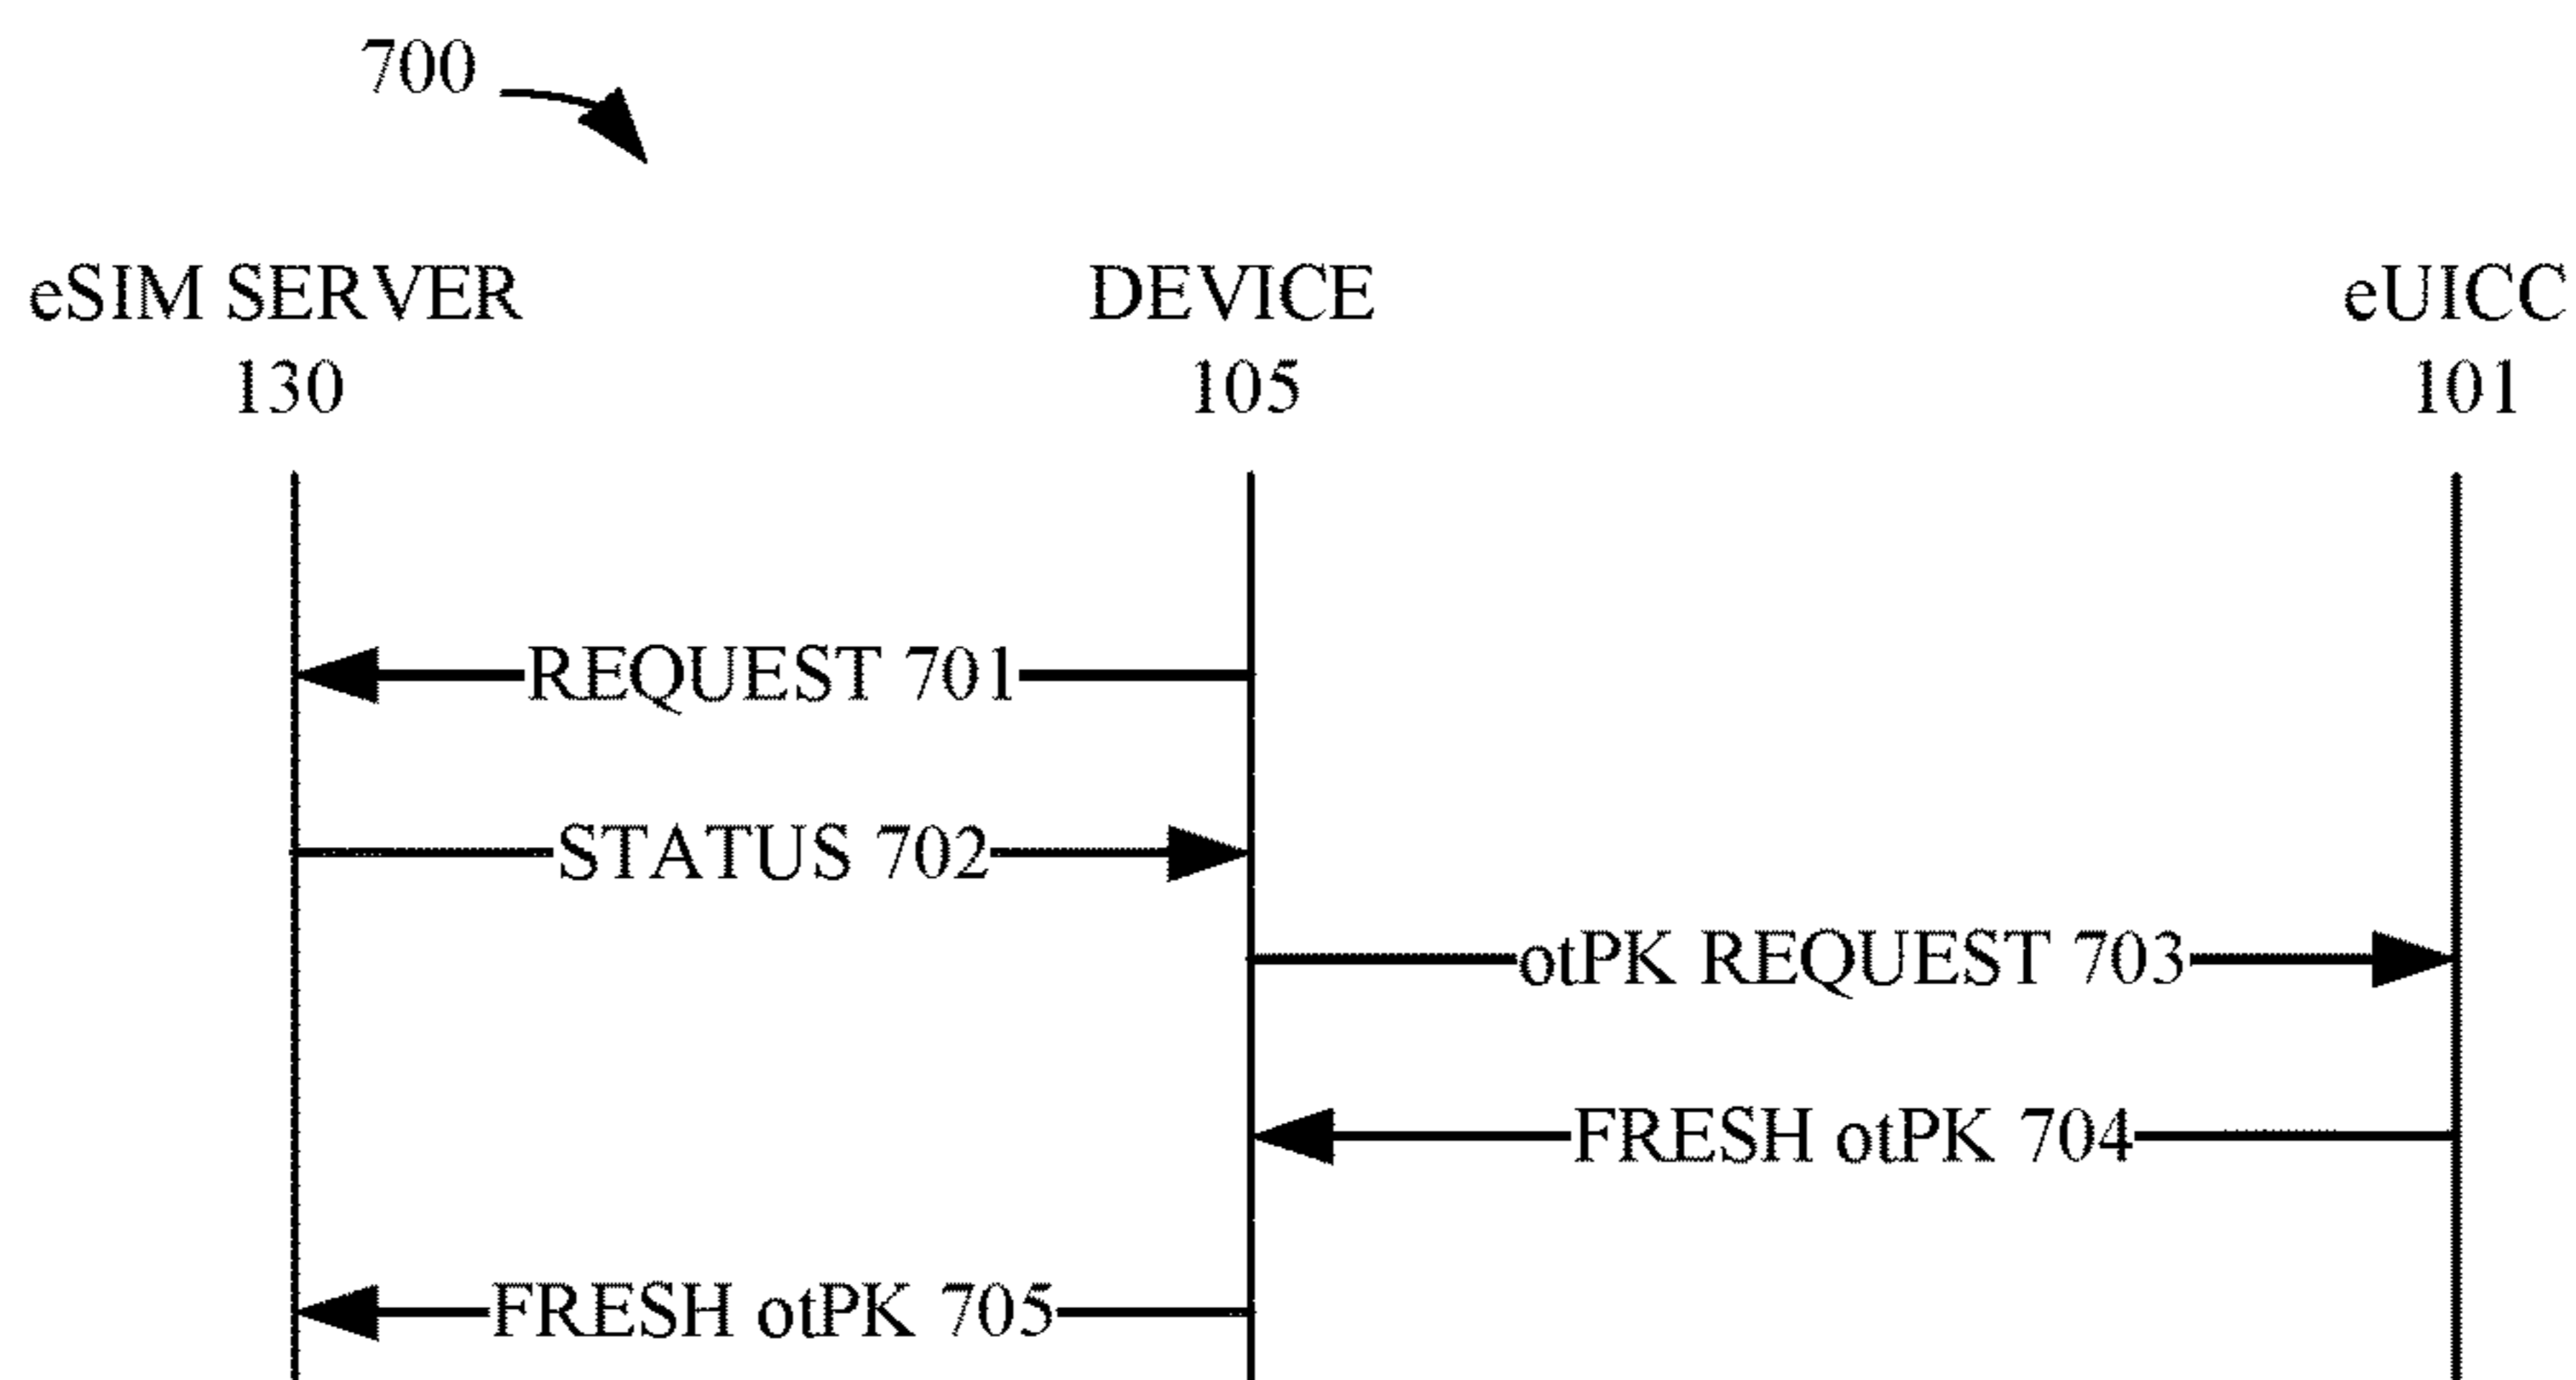 700
eSIM SERVER
130
DEVICE
105
eUICC
101
REQUEST 701
STATUS 702
otPK REQUEST 703
FRESH otPK 704
FRESH otPK 705